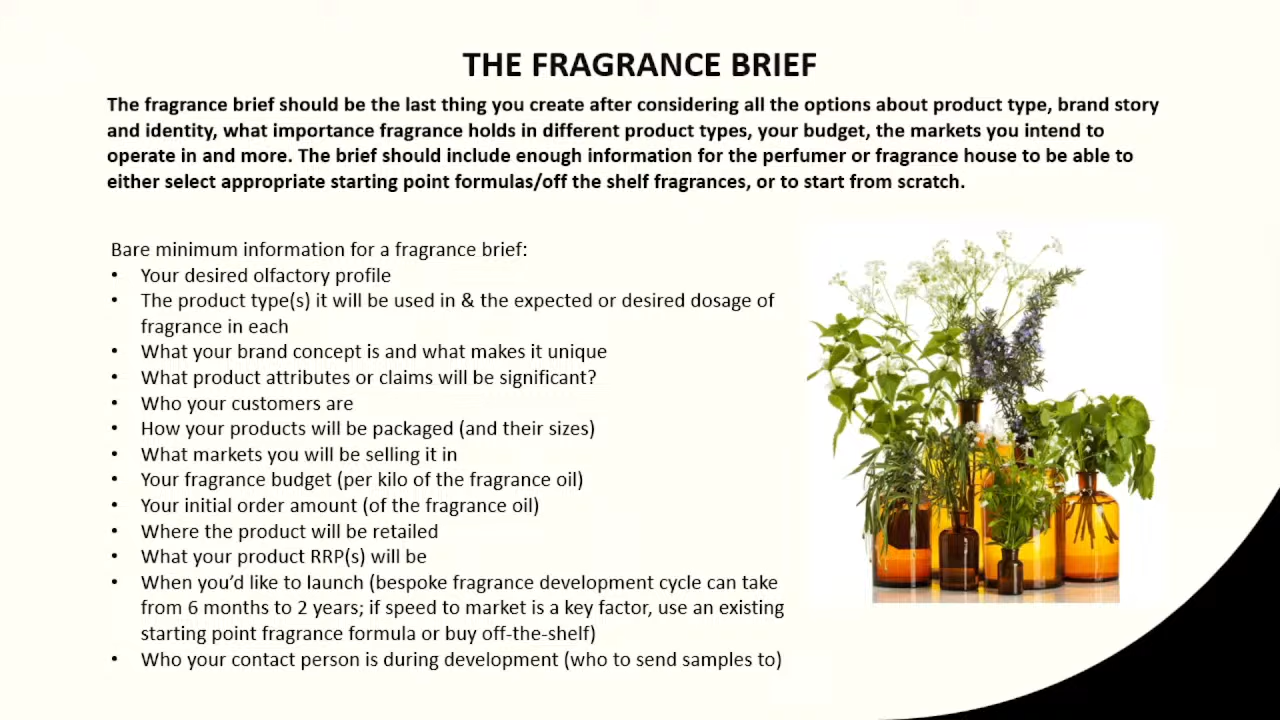 THE FRAGRANCE BRIEF
The fragrance brief should be the last thing you create after considering all the options about product type, brand story
and identity, what importance fragrance holds in different product types, your budget, the markets you intend to
operate in and more. The brief should include enough information for the perfumer or fragrance house to be able to
either select appropriate starting point formulas/off the shelf fragrances, or to start from scratch.
Bare minimum information for a fragrance brief:
• Your desired olfactory profile
• The product type(s) it will be used in & the expected or desired dosage of
fragrance in each
• What your brand concept is and what makes it unique
• What product attributes or claims will be significant?
• Who your customers are
• How your products will be packaged (and their sizes)
• What markets you will be selling it in
• Your fragrance budget (per kilo of the fragrance oil)
• Your initial order amount (of the fragrance oil)
• Where the product will be retailed
• What your product RRP(s) will be
• When you’d like to launch (bespoke fragrance development cycle can take
from 6 months to 2 years; if speed to market is a key factor, use an existing
starting point fragrance formula or buy off-the-shelf)
• Who your contact person is during development (who to send samples to)